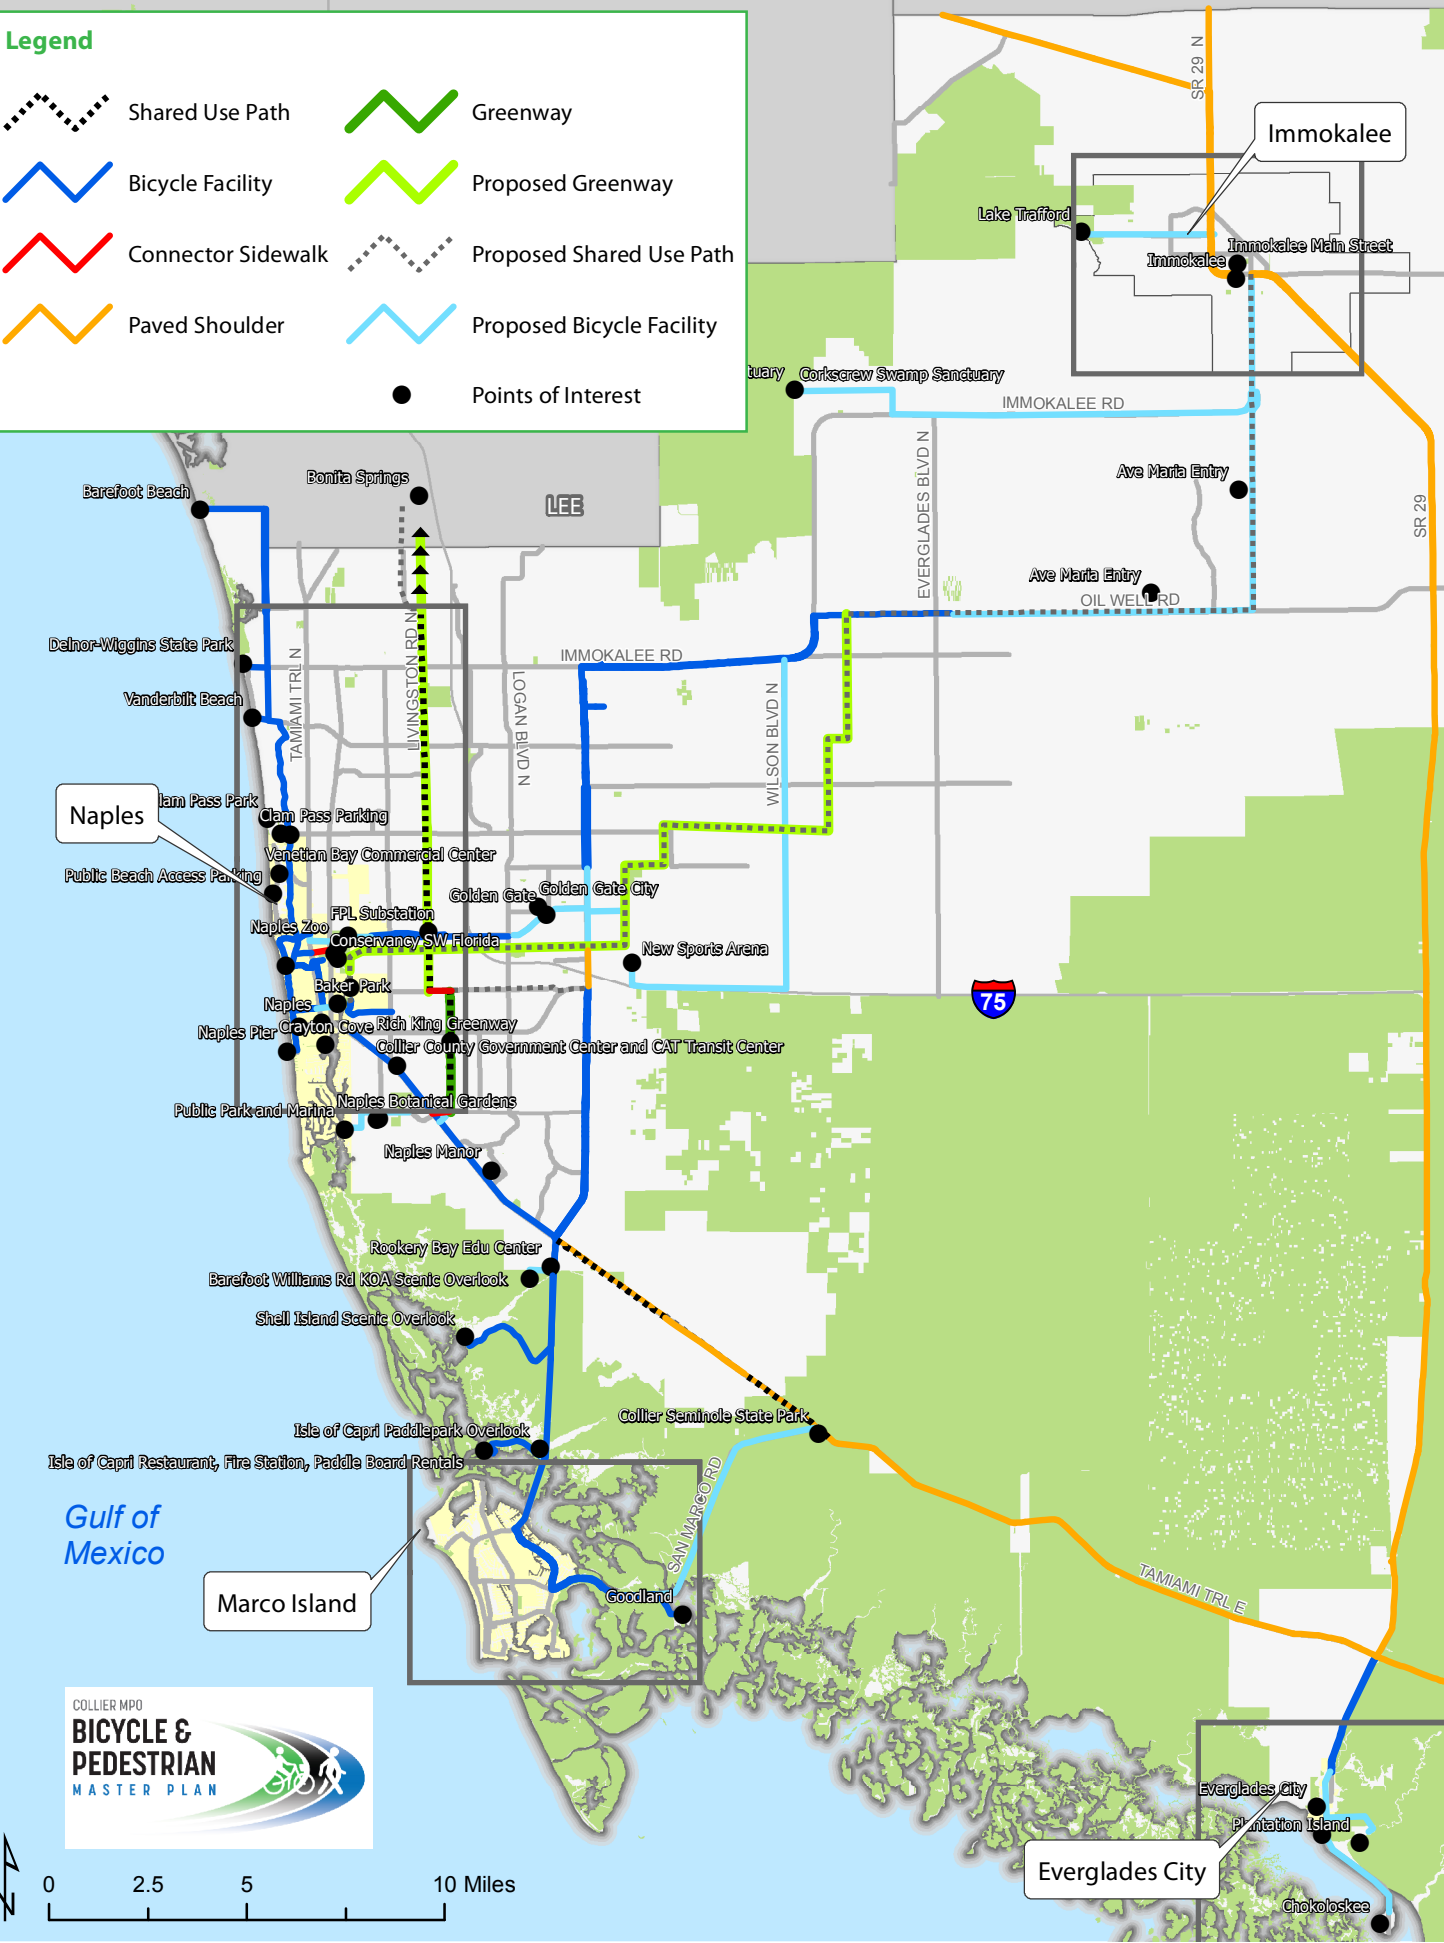 Legend
Shared Use Path
Greenway
Bicycle Facility
Proposed Greenway
Connector Sidewalk
Proposed Shared Use Path
Paved Shoulder
Proposed Bicycle Facility
Points of Interest
SR 29 N
Immokalee
Lake Trafford
Immokalee Main Street
Immokalee
tuary
Corkscrew Swamp Sanctuary
IMMOKALEE RD
Bonita Springs
Barefoot Beach
LEE
EVERGLADES BLVD N
Ave Maria Entry
SR 29
Ave Maria Entry
OIL WELL RD
Delnor-Wiggins State Park
IMMOKALEE RD
LIVINGSTON RD N
TAMIAMI TRL N
LOGAN BLVD N
WILSON BLVD N
Vanderbilt Beach
Naples
lam Pass Park
Clam Pass Parking
Venetian Bay Commercial Center
Public Beach Access Parking
Golden Gate
Golden Gate City
FPL Substation
Naples Zoo
Conservancy SW Florida
New Sports Arena
Baker Park
75
Naples
Naples Pier
Crayton Cove
Rich King Greenway
Collier County Government Center and CAT Transit Center
Naples Botanical Gardens
Public Park and Marina
Naples Manor
Rookery Bay Edu Center
Barefoot Williams Rd KOA Scenic Overlook
Shell Island Scenic Overlook
Collier Seminole State Park
Isle of Capri Paddlepark Overlook
Isle of Capri Restaurant, Fire Station, Paddle Board Rentals
SAN MARCO RD
Gulf of
Mexico
Marco Island
Goodland
TAMIAMI TRL E
COLLIER MPO
BICYCLE &
PEDESTRIAN
MASTER PLAN
Everglades City
Plantation Island
Everglades City
Chokoloskee
N
0 2.5 5 10 Miles